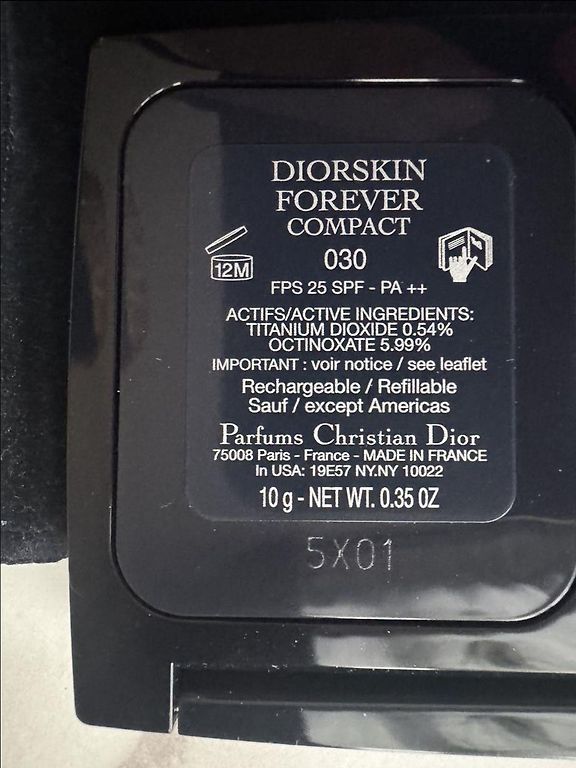 DIORSKIN
FOREVER
COMPACT
030
12M
FPS 25 SPF - PA ++
ACTIFS/ACTIVE INGREDIENTS:
TITANIUM DIOXIDE 0.54%
OCTINOXATE 5.99%
IMPORTANT : voir notice / see leaflet
Rechargeable / Refillable
Sauf / except Americas
Parfums Christian Dior
75008 Paris - France - MADE IN FRANCE
In USA: 19E57 NY.NY 10022
10 g - NET WT. 0.35 OZ
5X01